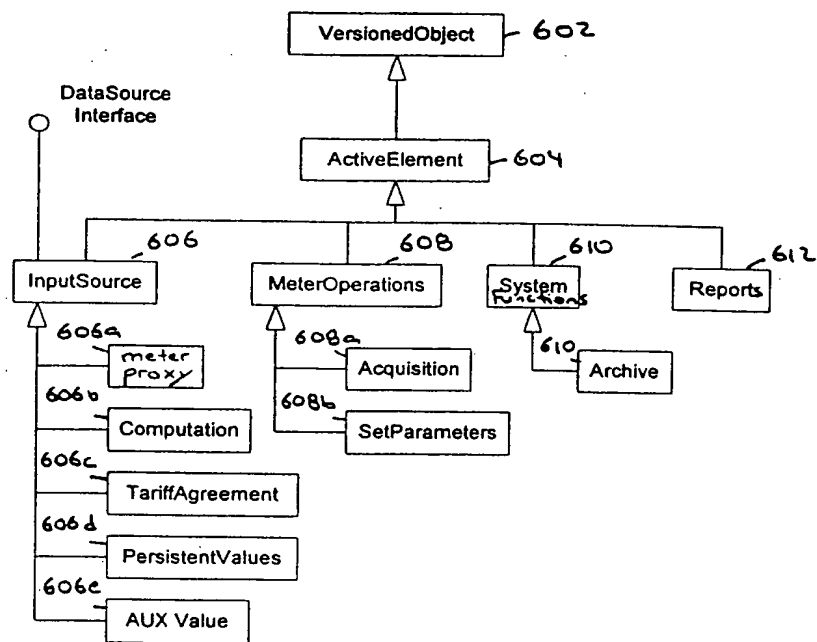 VersionedObject
602
DataSource
Interface
ActiveElement
604
606
608
610
612
InputSource
MeterOperations
System
Functions
Reports
606a
meter
proxy
608a
Acquisition
610
Archive
606b
Computation
608b
SetParameters
606c
TariffAgreement
606d
PersistentValues
606e
AUX Value